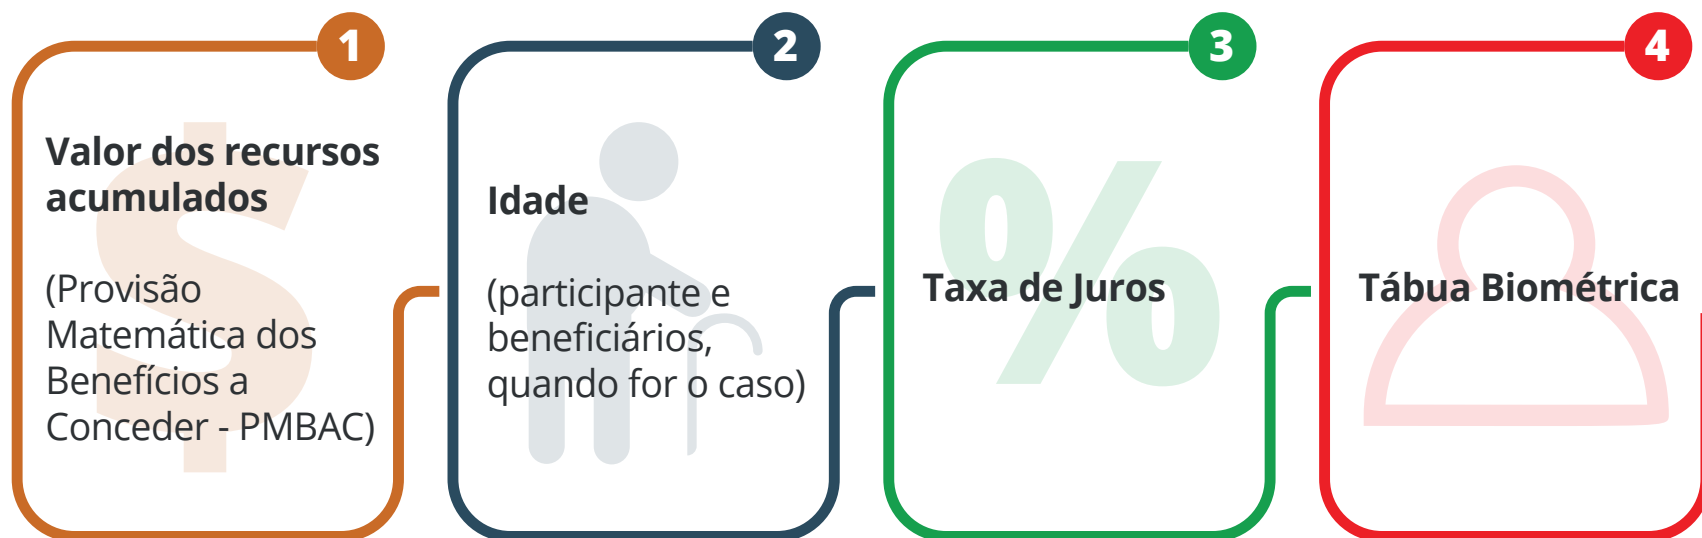 1
Valor dos recursos
acumulados
(Provisão
Matemática dos
Benefícios a
Conceder - PMBAC)
2
Idade
(participante e
beneficiários,
quando for o caso)
3
%
Taxa de Juros
4
Tábua Biométrica